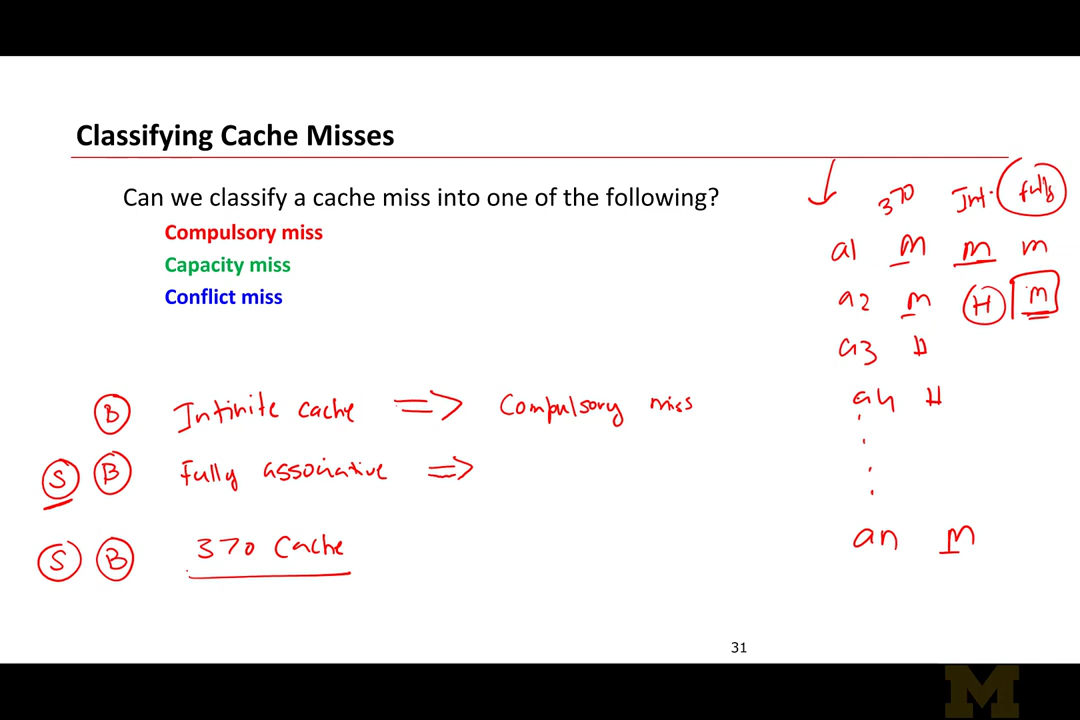 Classifying Cache Misses
Can we classify a cache miss into one of the following?
Compulsory miss
Capacity miss
Conflict miss
370 Inf. fully
a1 M M m
a2 M H M
a3 H
a4 H
an M
B Infinite cache => Compulsory miss
S B Fully associative =>
S B 370 Cache
31
M